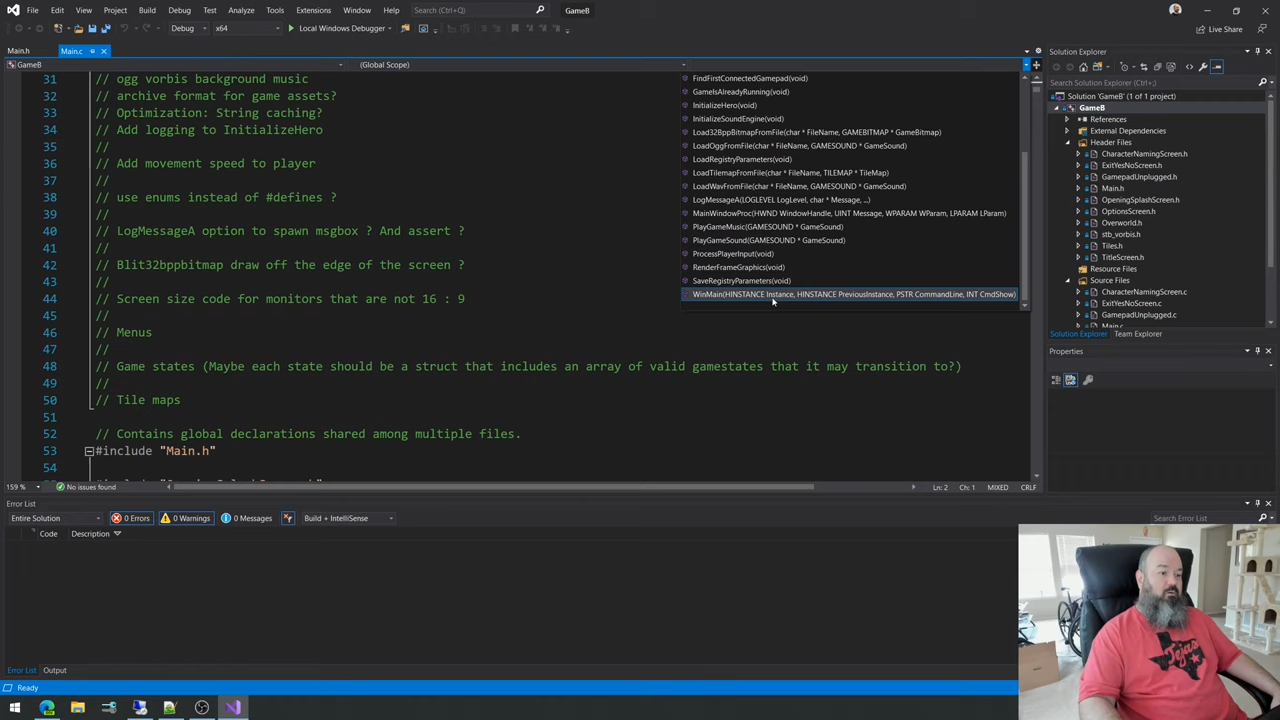 File Edit View Project Build Debug Test Analyze Tools Extensions Window Help Search (Ctrl+Q) GameB
Debug x64 Local Windows Debugger Live Share
Main.h Main.c
GameB (Global Scope)
31 // ogg vorbis background music
32 // archive format for game assets?
33 // Optimization: String caching?
34 // Add logging to InitializeHero
35 //
36 // Add movement speed to player
37 //
38 // use enums instead of #defines ?
39 //
40 // LogMessageA option to spawn msgbox ? And assert ?
41 //
42 // Blit32bppbitmap draw off the edge of the screen ?
43 //
44 // Screen size code for monitors that are not 16 : 9
45 //
46 // Menus
47 //
48 // Game states (Maybe each state should be a struct that includes an array of valid gamestates that it may transition to?)
49 //
50 // Tile maps
51
52 // Contains global declarations shared among multiple files.
53 #include "Main.h"
54
FindFirstConnectedGamepad(void)
GameIsAlreadyRunning(void)
InitializeHero(void)
InitializeSoundEngine(void)
Load32BppBitmapFromFile(char * FileName, GAMEBITMAP * GameBitmap)
LoadOggFromFile(char * FileName, GAMESOUND * GameSound)
LoadRegistryParameters(void)
LoadTilemapFromFile(char * FileName, TILEMAP * TileMap)
LoadWavFromFile(char * FileName, GAMESOUND * GameSound)
LogMessageA(LOGLEVEL LogLevel, char * Message, ...)
MainWindowProc(HWND WindowHandle, UINT Message, WPARAM WParam, LPARAM LParam)
PlayGameMusic(GAMESOUND * GameSound)
PlayGameSound(GAMESOUND * GameSound)
ProcessPlayerInput(void)
RenderFrameGraphics(void)
SaveRegistryParameters(void)
WinMain(HINSTANCE Instance, HINSTANCE PreviousInstance, PSTR CommandLine, INT CmdShow)
159 % No issues found Ln: 2 Ch: 1 MIXED CRLF
Solution Explorer
Search Solution Explorer (Ctrl+;)
Solution 'GameB' (1 of 1 project)
GameB
References
External Dependencies
Header Files
CharacterNamingScreen.h
ExitYesNoScreen.h
GamepadUnplugged.h
Main.h
OpeningSplashScreen.h
OptionsScreen.h
Overworld.h
stb_vorbis.h
Tiles.h
TitleScreen.h
Resource Files
Source Files
CharacterNamingScreen.c
ExitYesNoScreen.c
GamepadUnplugged.c
Main.c
Solution Explorer Team Explorer
Properties
Error List
Entire Solution 0 Errors 0 Warnings 0 Messages Build + IntelliSense Search Error List
Code Description
Error List Output
Ready
Tejas